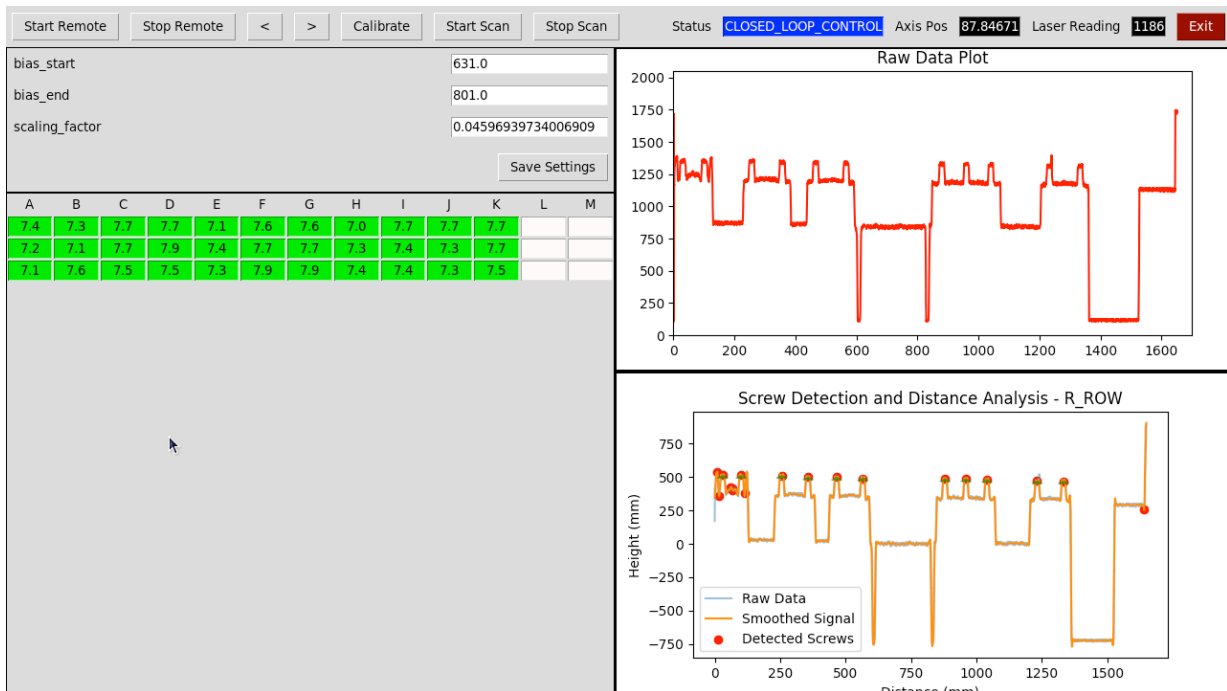 Start Remote Stop Remote < > Calibrate Start Scan Stop Scan Status CLOSED_LOOP_CONTROL Axis Pos 87.84671 Laser Reading 1186 Exit
bias_start 631.0
bias_end 801.0
scaling_factor 0.04596939734006909
Save Settings
A B C D E F G H I J K L M
7.4 7.3 7.7 7.7 7.1 7.6 7.6 7.0 7.7 7.7 7.7
7.2 7.1 7.7 7.9 7.4 7.7 7.7 7.3 7.4 7.3 7.7
7.1 7.6 7.5 7.5 7.3 7.9 7.9 7.4 7.4 7.3 7.5
Raw Data Plot
2000
1750
1500
1250
1000
750
500
250
0
0 200 400 600 800 1000 1200 1400 1600
Screw Detection and Distance Analysis - R_ROW
Height (mm)
750
500
250
0
−250
−500
−750
Raw Data
Smoothed Signal
Detected Screws
0 250 500 750 1000 1250 1500
Distance (mm)